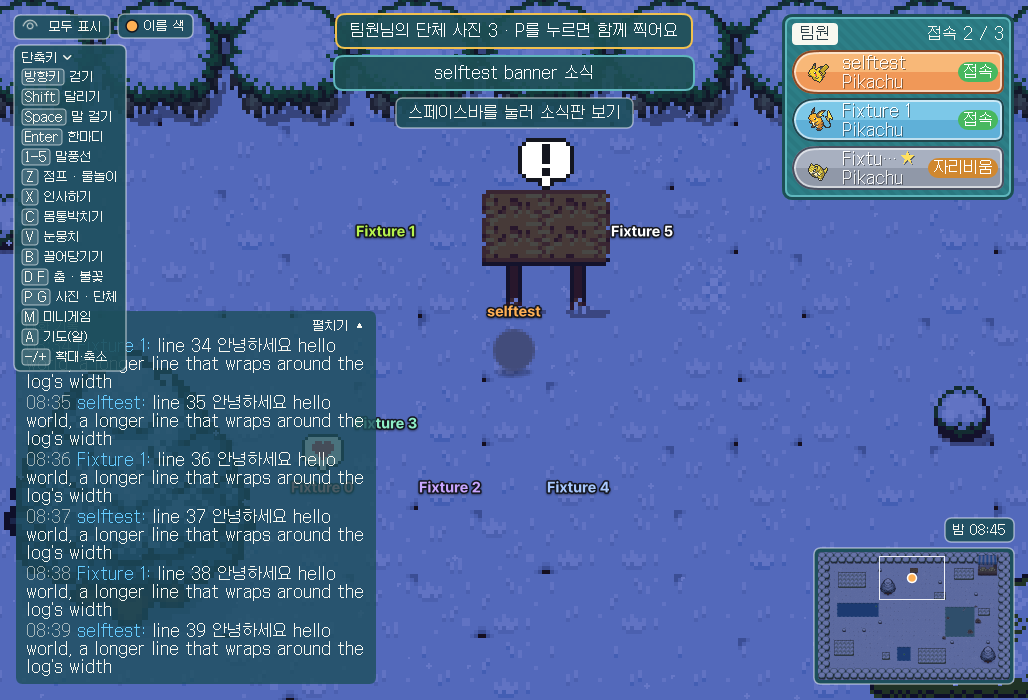 모두 표시
이름 색
단축키
방향키 걷기
Shift 달리기
Space 말 걸기
Enter 한마디
1-5 말풍선
Z 점프 · 물놀이
X 인사하기
C 몸통박치기
V 눈뭉치
B 끌어당기기
D F 춤 · 불꽃
P G 사진 · 단체
M 미니게임
A 기도(알)
-/+ 확대·축소
팀원님의 단체 사진 3 · P를 누르면 함께 찍어요
selftest banner 소식
스페이스바를 눌러 소식판 보기
팀원
접속 2 / 3
selftest
Pikachu
접속
Fixture 1
Pikachu
접속
Fixtu…
Pikachu
자리비움
!
Fixture 1
Fixture 5
selftest
Fixture 3
Fixture 0
Fixture 2
Fixture 4
펼치기
1: line 34 안녕하세요 hello
longer line that wraps around the
log's width
08:35 selftest: line 35 안녕하세요 hello
world, a longer line that wraps around the
log's width
08:36 Fixture 1: line 36 안녕하세요 hello
world, a longer line that wraps around the
log's width
08:37 selftest: line 37 안녕하세요 hello
world, a longer line that wraps around the
log's width
08:38 Fixture 1: line 38 안녕하세요 hello
world, a longer line that wraps around the
log's width
08:39 selftest: line 39 안녕하세요 hello
world, a longer line that wraps around the
log's width
밤 08:45